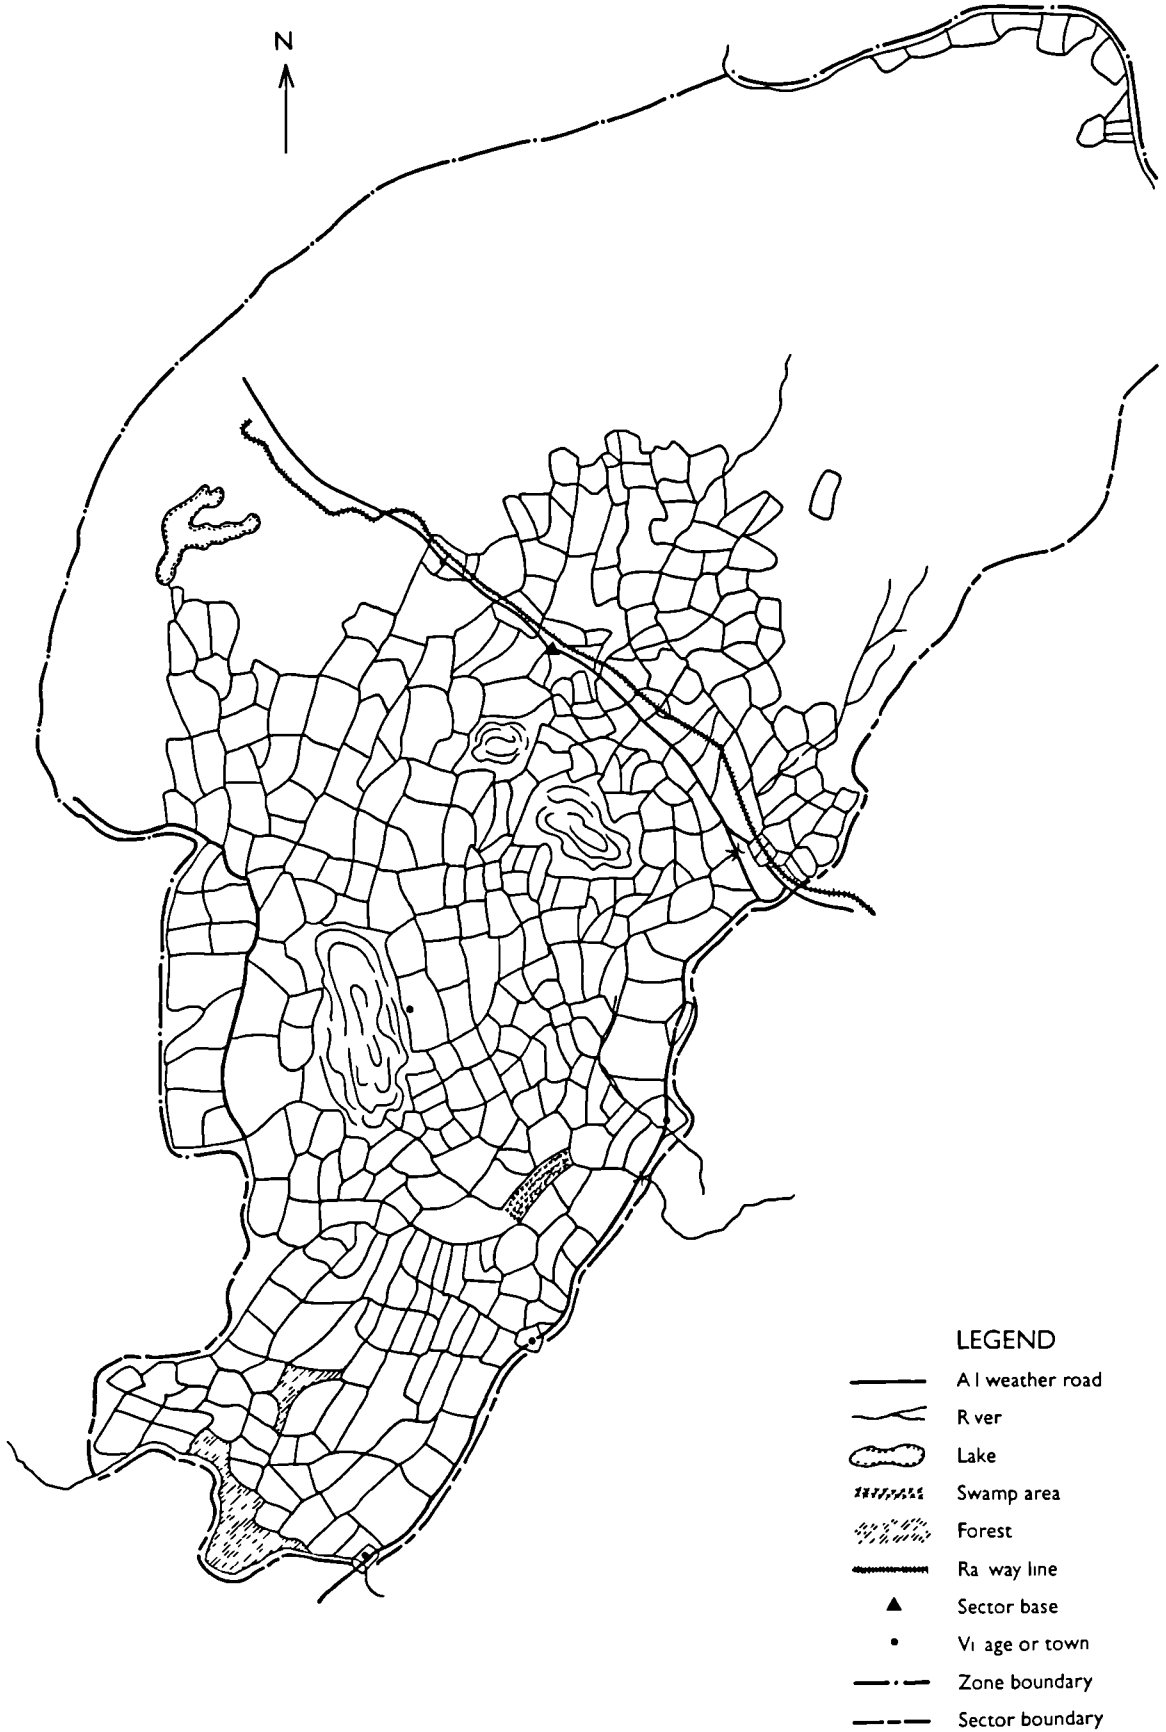 N
LEGEND
A l weather road
R ver
Lake
Swamp area
Forest
Ra way line
Sector base
Vi age or town
Zone boundary
Sector boundary